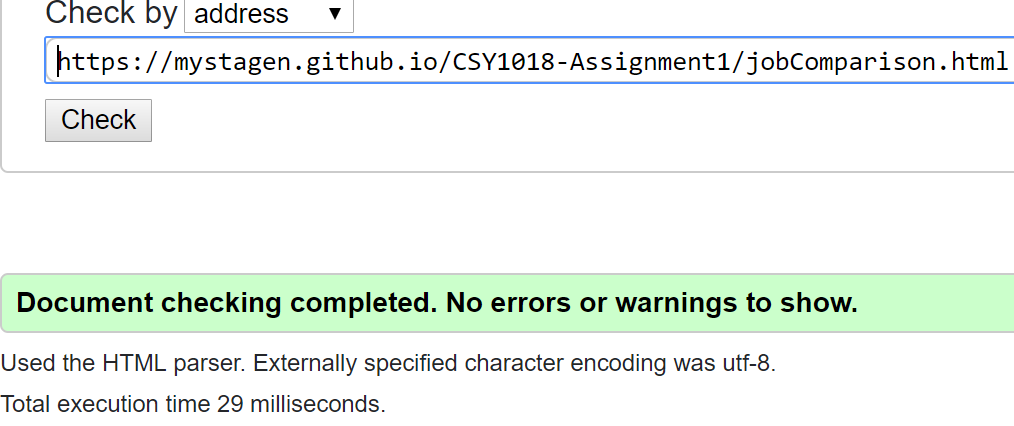 Check by address ▼
https://mystagen.github.io/CSY1018-Assignment1/jobComparison.html
Check
Document checking completed. No errors or warnings to show.
Used the HTML parser. Externally specified character encoding was utf-8.
Total execution time 29 milliseconds.